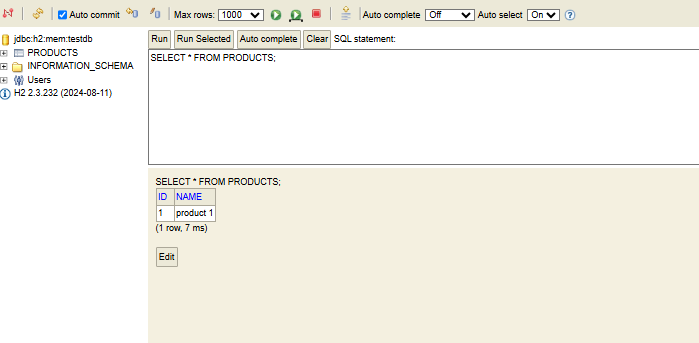 Auto commit Max rows: 1000 Auto complete Off Auto select On ?
jdbc:h2:mem:testdb
PRODUCTS
INFORMATION_SCHEMA
Users
H2 2.3.232 (2024-08-11)
Run Run Selected Auto complete Clear SQL statement:
SELECT * FROM PRODUCTS;
SELECT * FROM PRODUCTS;
ID NAME
1 product 1
(1 row, 7 ms)
Edit